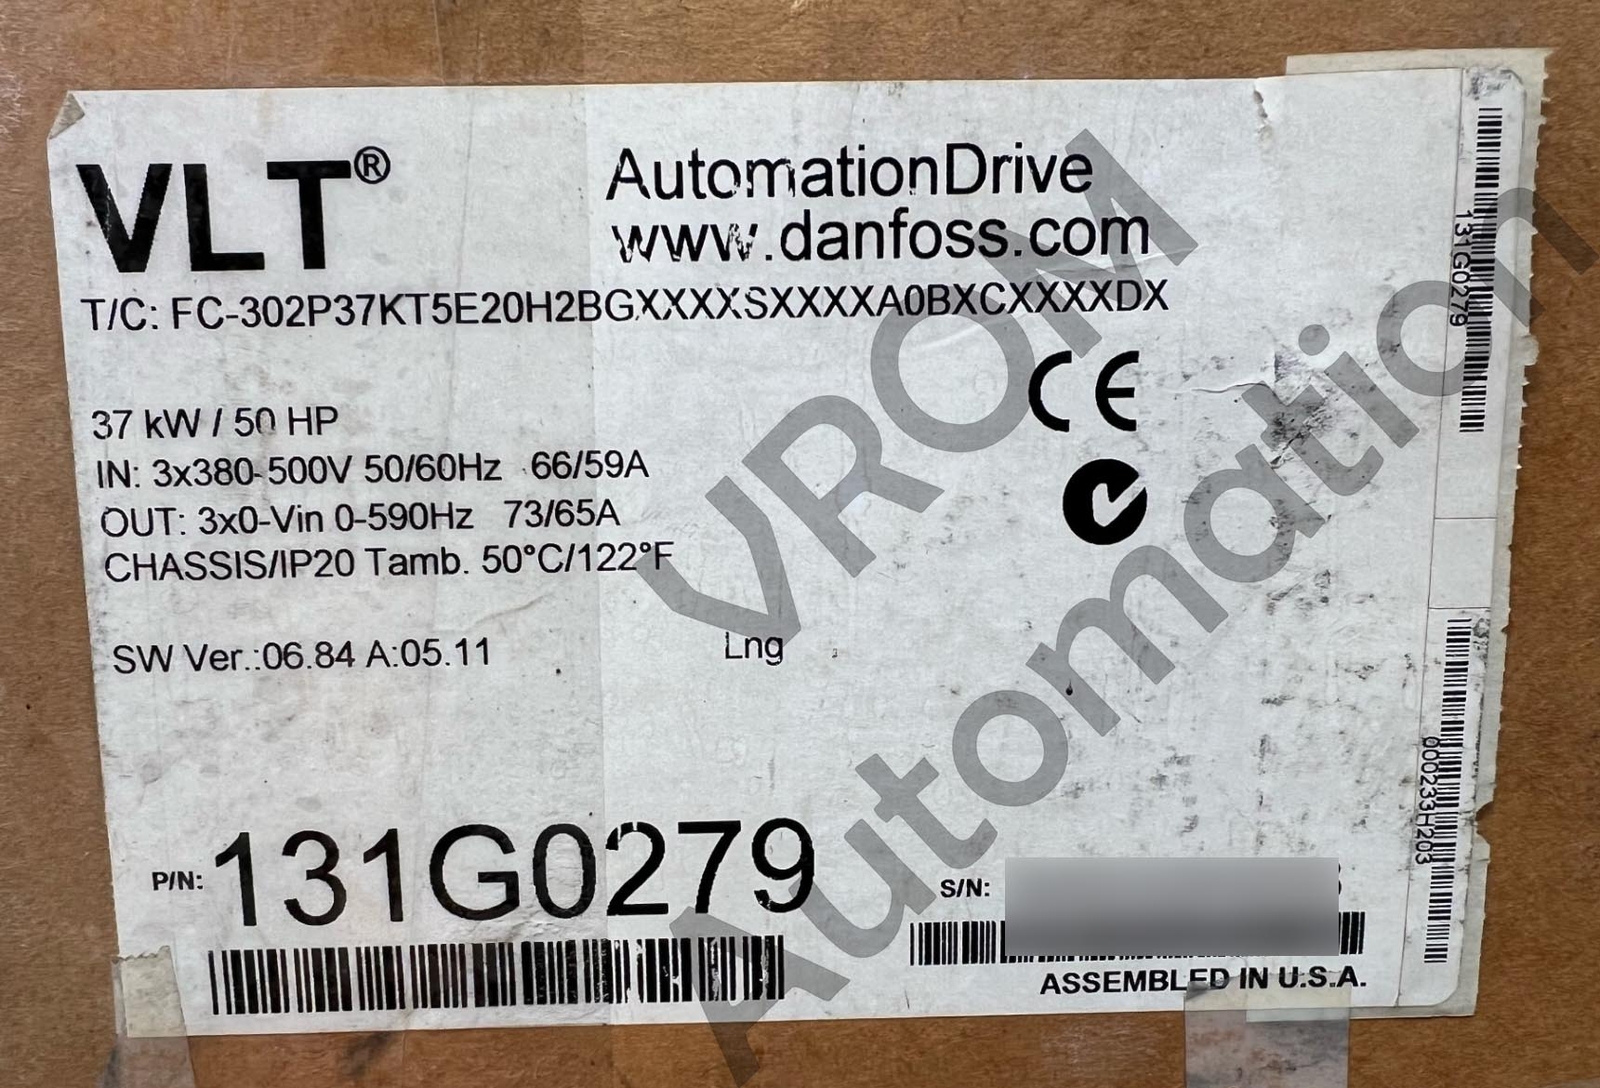 VLT®
AutomationDrive
www.danfoss.com
T/C: FC-302P37KT5E20H2BGXXXXSXXXXA0BXCXXXXDX
37 kW / 50 HP
IN: 3x380-500V 50/60Hz 66/59A
OUT: 3x0-Vin 0-590Hz 73/65A
CHASSIS/IP20 Tamb. 50°C/122°F
CE
SW Ver.:06.84 A:05.11
Lng
P/N: 131G0279
S/N:
ASSEMBLED IN U.S.A.
131G0279
000233H203
VROM
Automation